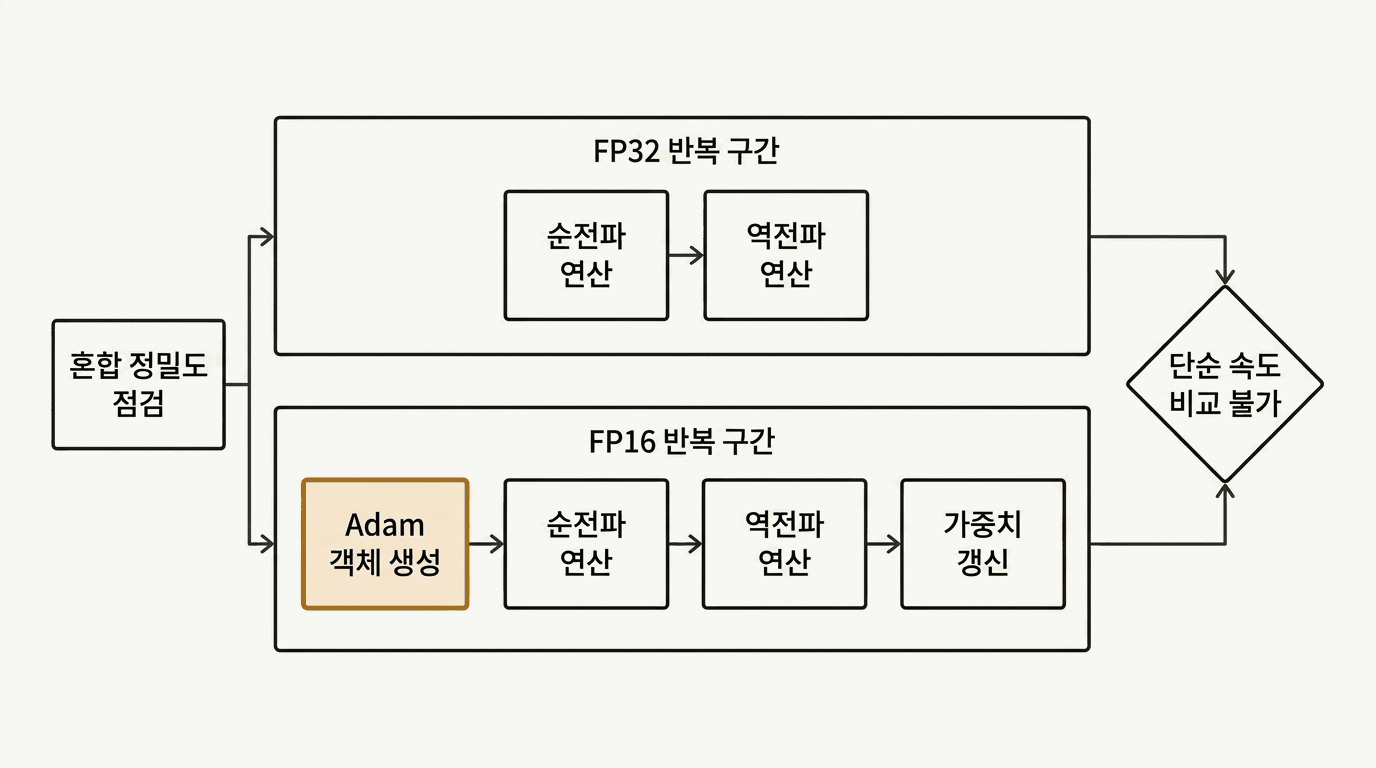 혼합 정밀도
점검
FP32 반복 구간
순전파
연산
역전파
연산
FP16 반복 구간
Adam
객체 생성
순전파
연산
역전파
연산
가중치
갱신
단순 속도
비교 불가